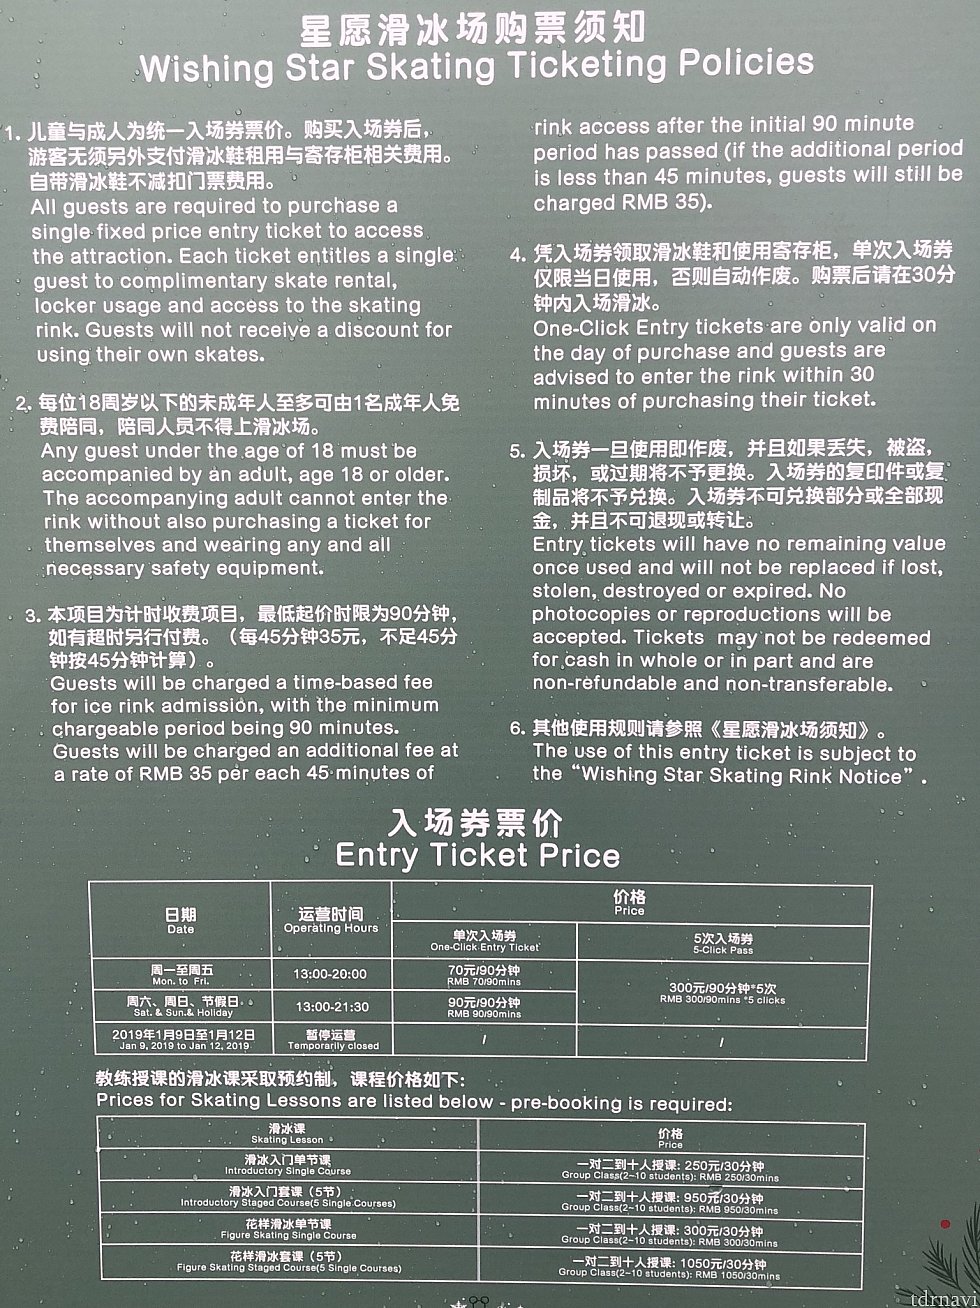 星愿滑冰场购票须知
Wishing Star Skating Ticketing Policies
1. 儿童与成人为统一入场券票价。购买入场券后,
游客无须另外支付滑冰鞋租用与寄存柜相关费用。
自带滑冰鞋不减扣门票费用。
All guests are required to purchase a
single fixed price entry ticket to access
the attraction. Each ticket entitles a single
guest to complimentary skate rental,
locker usage and access to the skating
rink. Guests will not receive a discount for
using their own skates.
2. 每位18周岁以下的未成年人至多可由1名成年人免
费陪同，陪同人员不得上滑冰场。
Any guest under the age of 18 must be
accompanied by an adult, age 18 or older.
The accompanying adult cannot enter the
rink without also purchasing a ticket for
themselves and wearing any and all
necessary safety equipment.
3. 本项目为计时收费项目，最低起价时限为90分钟，
如有超时另行付费。（每45分钟35元，不足45分
钟按45分钟计算）。
Guests will be charged a time-based fee
for ice rink admission, with the minimum
chargeable period being 90 minutes.
Guests will be charged an additional fee at
a rate of RMB 35 per each 45 minutes of
rink access after the initial 90 minute
period has passed (if the additional period
is less than 45 minutes, guests will still be
charged RMB 35).
4. 凭入场券领取滑冰鞋和使用寄存柜，单次入场券
仅限当日使用，否则自动作废。购票后请在30分
钟内入场滑冰。
One-Click Entry tickets are only valid on
the day of purchase and guests are
advised to enter the rink within 30
minutes of purchasing their ticket.
5. 入场券一旦使用即作废，并且如果丢失，被盗，
损坏，或过期将不予更换。入场券的复印件或复
制品将不予兑换。入场券不可兑换部分或全部现
金，并且不可退现或转让。
Entry tickets will have no remaining value
once used and will not be replaced if lost,
stolen, destroyed or expired. No
photocopies or reproductions will be
accepted. Tickets may not be redeemed
for cash in whole or in part and are
non-refundable and non-transferable.
6. 其他使用规则请参照《星愿滑冰场须知》。
The use of this entry ticket is subject to
the “Wishing Star Skating Rink Notice” .
入场券票价
Entry Ticket Price
日期 运营时间 价格
Date Operating Hours Price
单次入场券 5次入场券
One-Click Entry Ticket 5-Click Pass
周一至周五 13:00-20:00 70元/90分钟
Mon. to Fri. RMB 70/90mins
300元/90分钟*5次
RMB 300/90mins *5 clicks
周六、周日、节假日 13:00-21:30 90元/90分钟
Sat. & Sun.& Holiday RMB 90/90mins
2019年1月9日至1月12日 暂停运营 / /
Jan 9, 2019 to Jan 12, 2019 Temporarily closed
教练授课的滑冰课采取预约制，课程价格如下:
Prices for Skating Lessons are listed below - pre-booking is required:
滑冰课 价格
Skating Lesson Price
滑冰入门单节课 一对二到十人授课: 250元/30分钟
Introductory Single Course Group Class(2~10 students): RMB 250/30mins
滑冰入门套课（5节） 一对二到十人授课: 950元/30分钟
Introductory Staged Course(5 Single Courses) Group Class(2~10 students): RMB 950/30mins
花样滑冰单节课 一对二到十人授课: 300元/30分钟
Figure Skating Single Course Group Class(2~10 students): RMB 300/30mins
花样滑冰套课（5节） 一对二到十人授课: 1050元/30分钟
Figure Skating Staged Course(5 Single Courses) Group Class(2~10 students): RMB 1050/30mins
tdrnavi